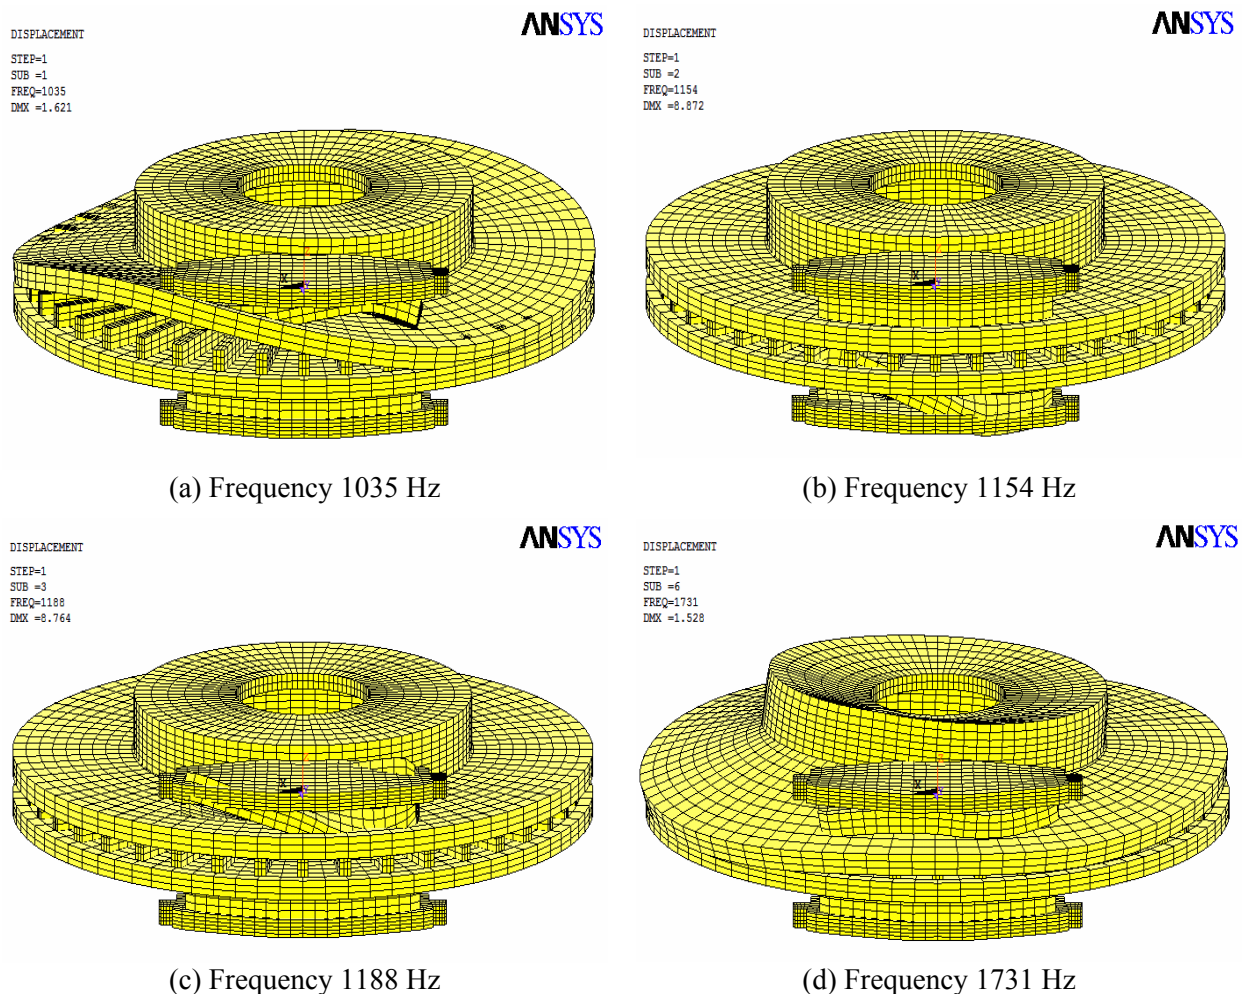 ANSYS
DISPLACEMENT
STEP=1
SUB =1
FREQ=1035
DMX =1.621
X
(a) Frequency 1035 Hz
ANSYS
DISPLACEMENT
STEP=1
SUB =2
FREQ=1154
DMX =8.872
X
(b) Frequency 1154 Hz
ANSYS
DISPLACEMENT
STEP=1
SUB =3
FREQ=1188
DMX =8.764
X
(c) Frequency 1188 Hz
ANSYS
DISPLACEMENT
STEP=1
SUB =6
FREQ=1731
DMX =1.528
X
(d) Frequency 1731 Hz